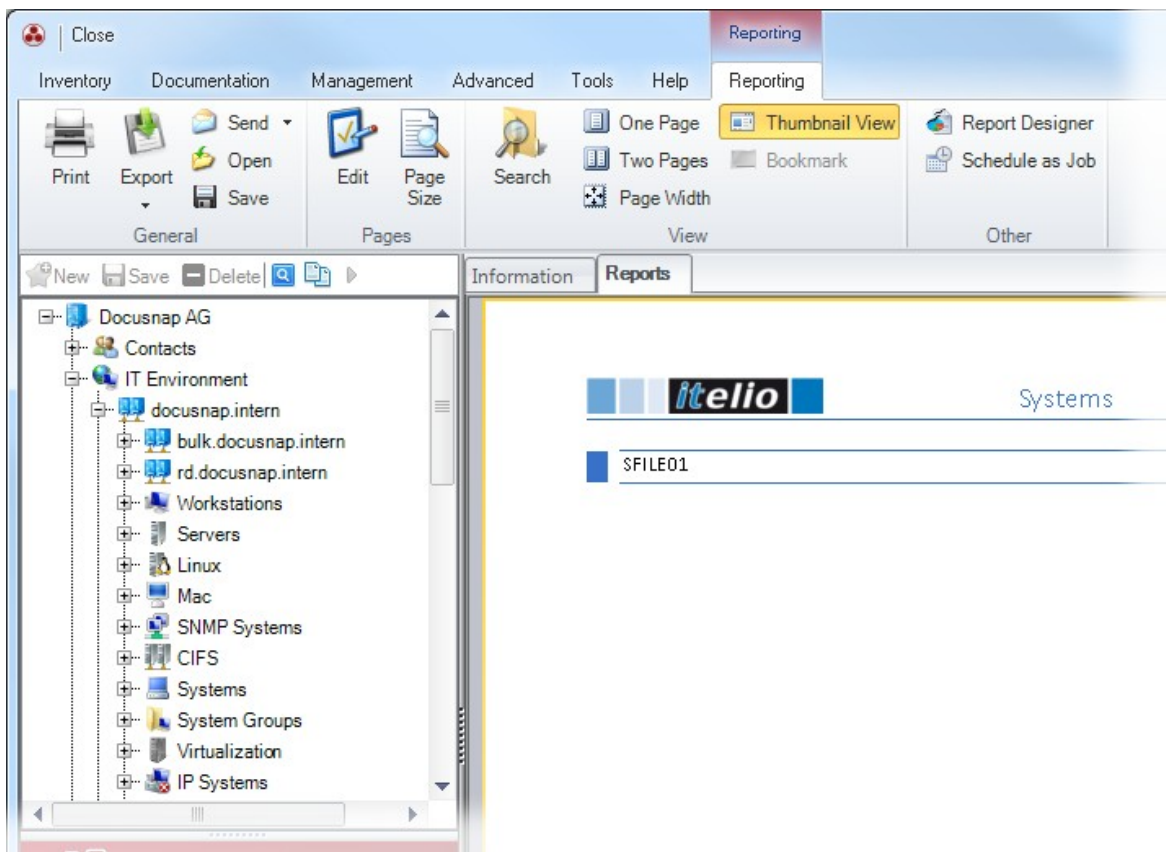 Close
Reporting
Inventory Documentation Management Advanced Tools Help Reporting
Print
Export
Send
Open
Save
General
Edit
Page Size
Pages
Search
One Page
Two Pages
Page Width
Thumbnail View
Bookmark
View
Report Designer
Schedule as Job
Other
New Save Delete
Docusnap AG
Contacts
IT Environment
docusnap.intern
bulk.docusnap.intern
rd.docusnap.intern
Workstations
Servers
Linux
Mac
SNMP Systems
CIFS
Systems
System Groups
Virtualization
IP Systems
Information Reports
itelio
Systems
SFILE01